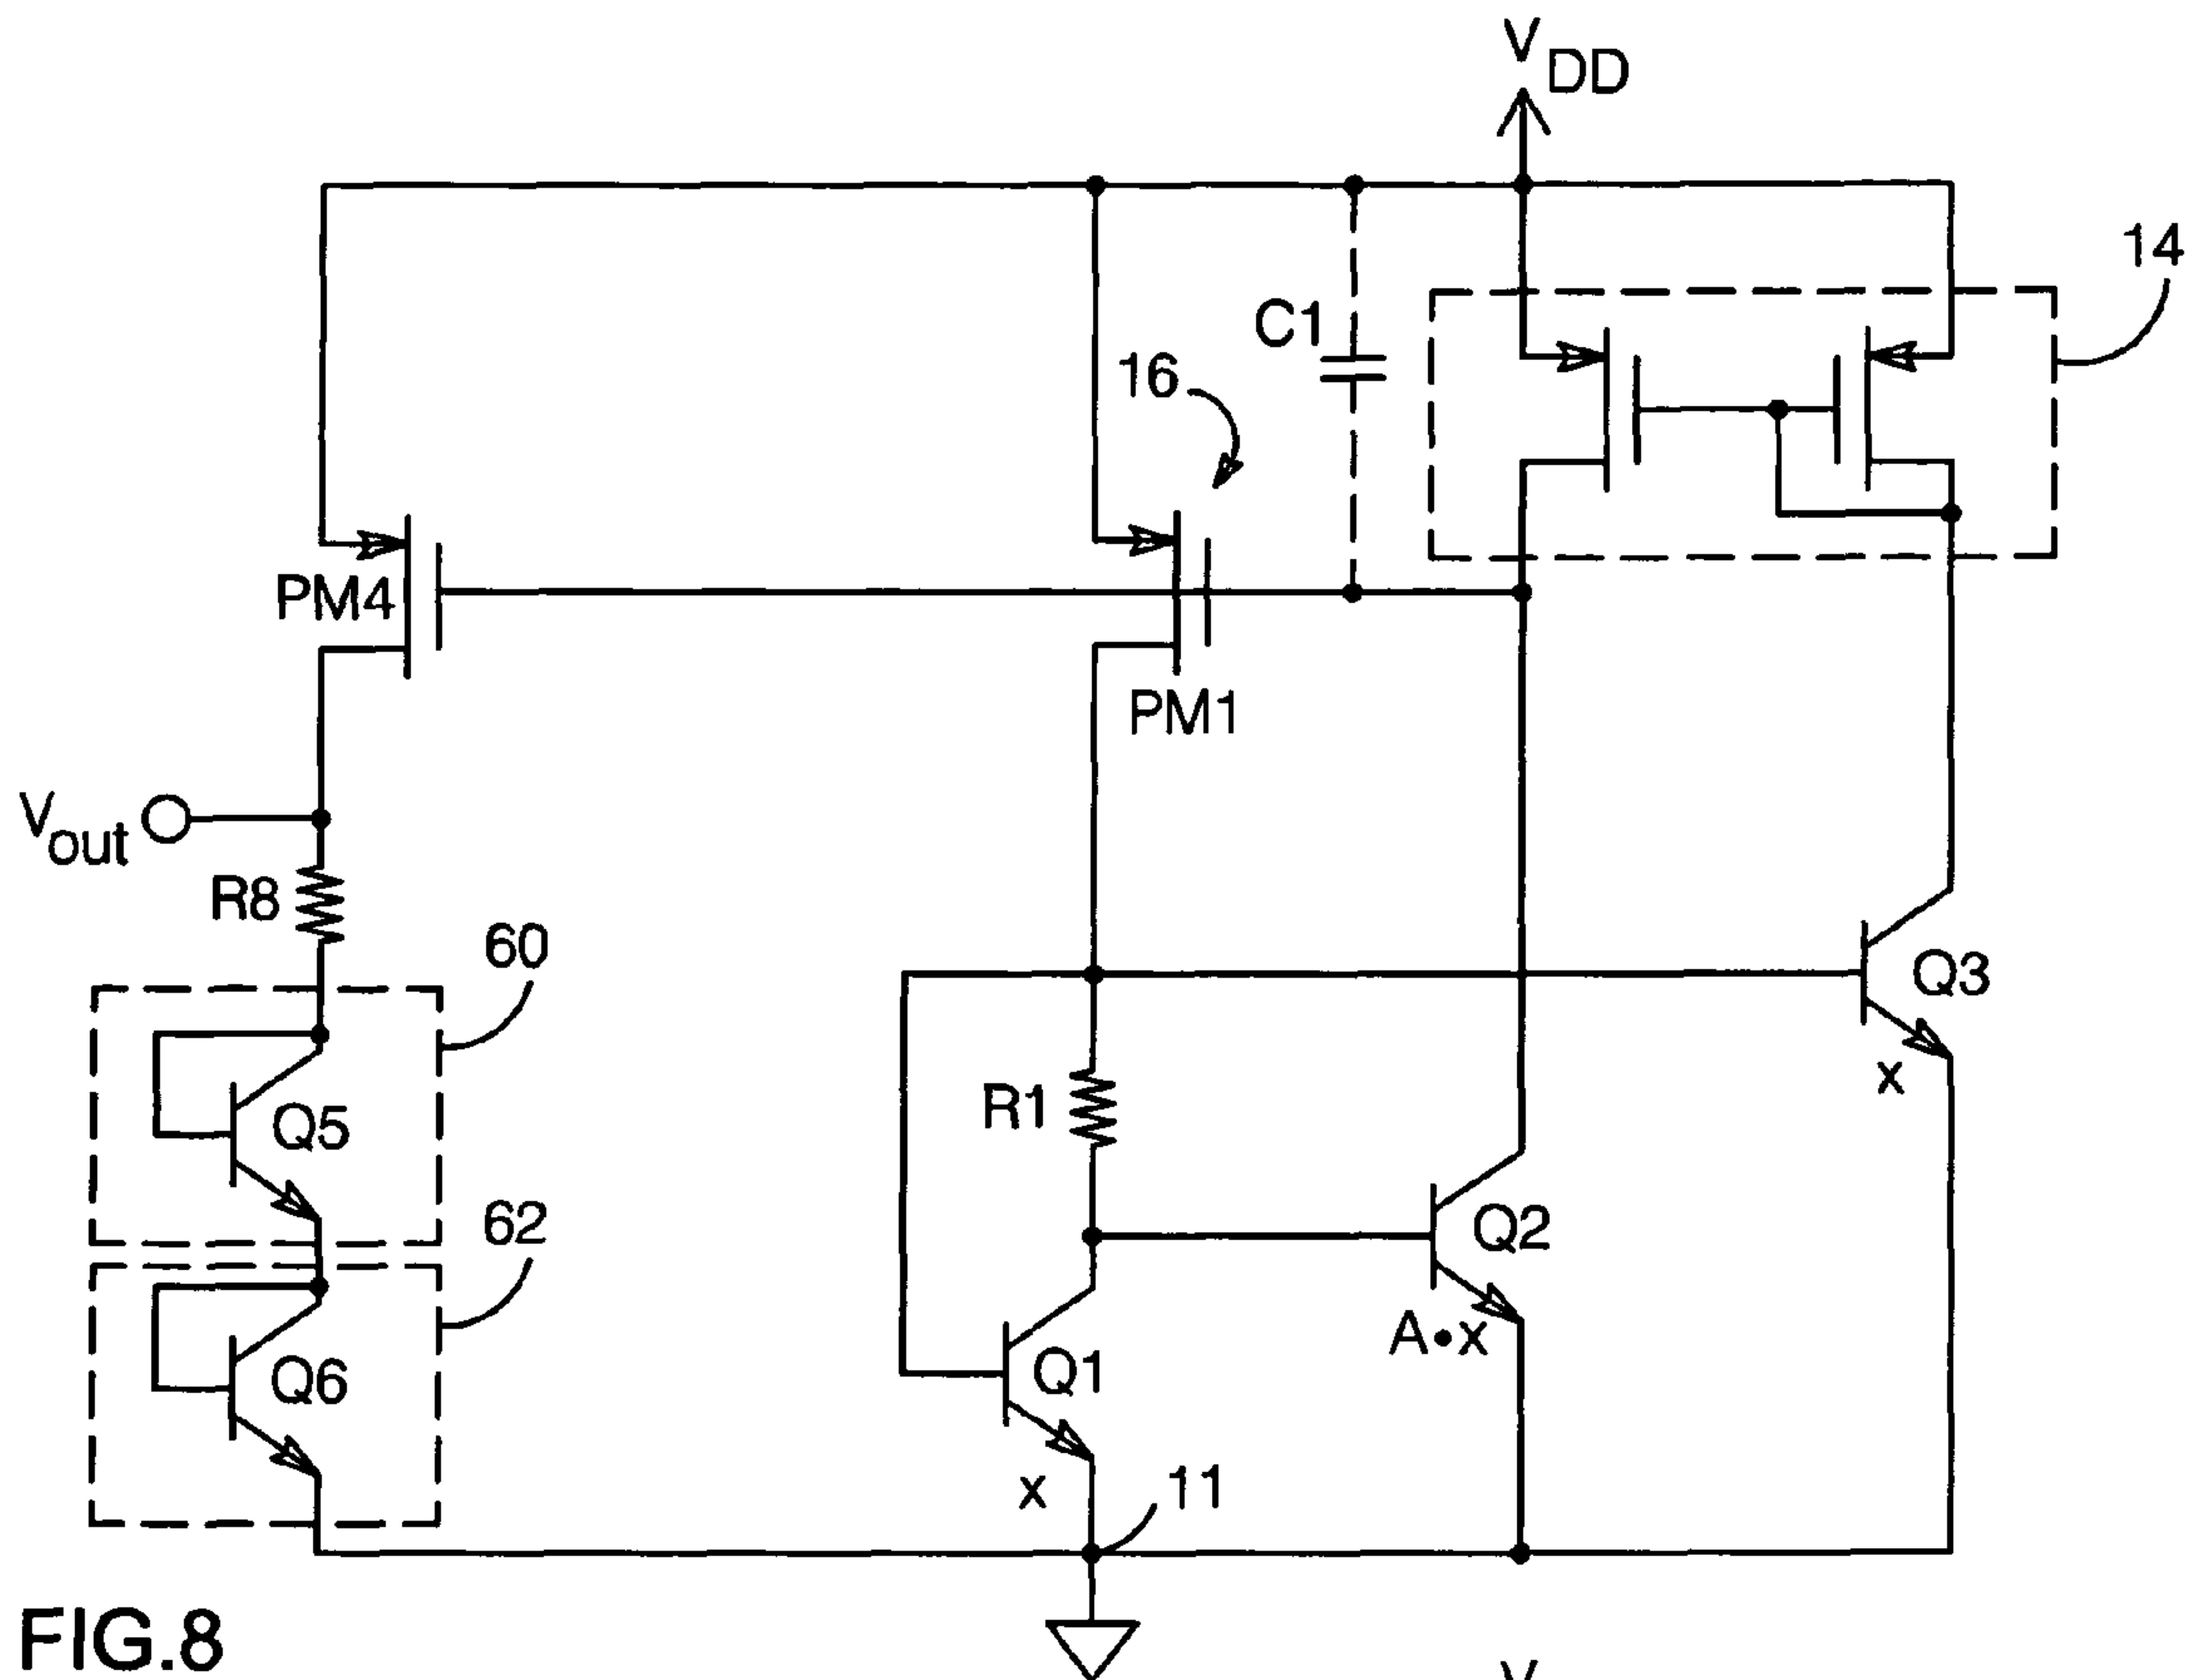 VDD
14
C1
16
PM4
PM1
Vout
R8
60
Q3
x
R1
Q5
62
Q2
A•x
Q6
Q1
x
11
FIG.8
V